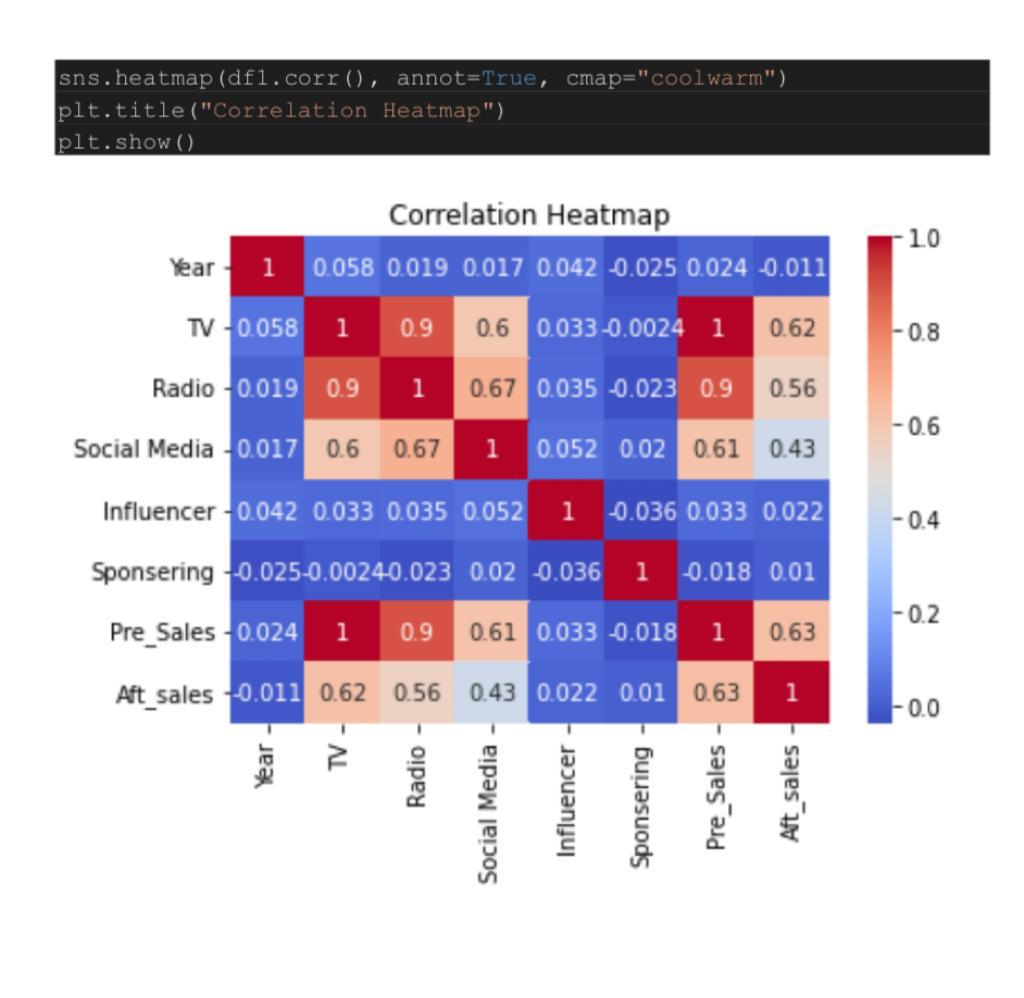 sns.heatmap(df1.corr(), annot=True, cmap="coolwarm")
plt.title("Correlation Heatmap")
plt.show()
Correlation Heatmap
Year 1 0.058 0.019 0.017 0.042 -0.025 0.024 -0.011
TV 0.058 1 0.9 0.6 0.033 -0.0024 1 0.62
Radio 0.019 0.9 1 0.67 0.035 -0.023 0.9 0.56
Social Media 0.017 0.6 0.67 1 0.052 0.02 0.61 0.43
Influencer 0.042 0.033 0.035 0.052 1 -0.036 0.033 0.022
Sponsering -0.025 -0.0024 -0.023 0.02 -0.036 1 -0.018 0.01
Pre_Sales 0.024 1 0.9 0.61 0.033 -0.018 1 0.63
Aft_sales -0.011 0.62 0.56 0.43 0.022 0.01 0.63 1
Year TV Radio Social Media Influencer Sponsering Pre_Sales Aft_sales
1.0
0.8
0.6
0.4
0.2
0.0